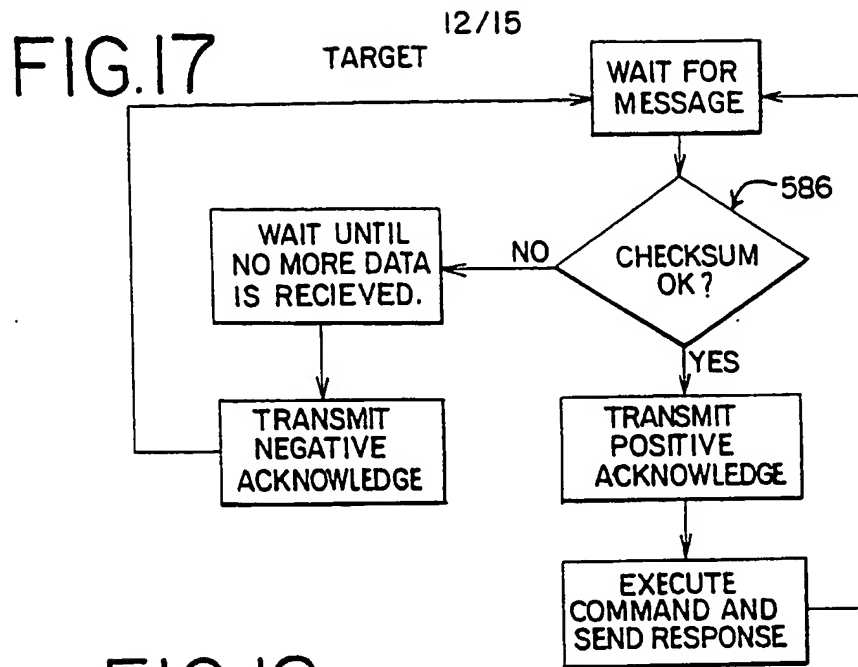 12/15
FIG.17
TARGET
WAIT FOR
MESSAGE
586
CHECKSUM
OK?
NO
WAIT UNTIL
NO MORE DATA
IS RECIEVED.
YES
TRANSMIT
NEGATIVE
ACKNOWLEDGE
TRANSMIT
POSITIVE
ACKNOWLEDGE
EXECUTE
COMMAND AND
SEND RESPONSE